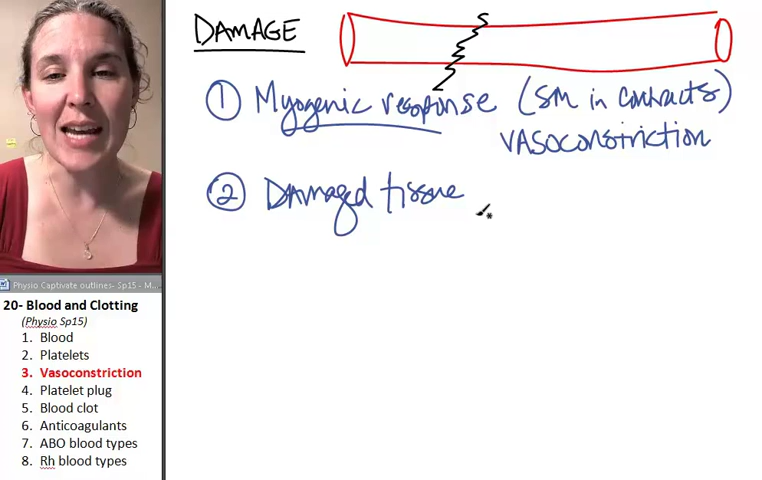 DAMAGE
① Myogenic response (SM in contracts)
VASOCONSTRICTION
② Damaged tissue
Physio Captivate outlines- Sp15 - M...
20- Blood and Clotting
(Physio Sp15)
1. Blood
2. Platelets
3. Vasoconstriction
4. Platelet plug
5. Blood clot
6. Anticoagulants
7. ABO blood types
8. Rh blood types